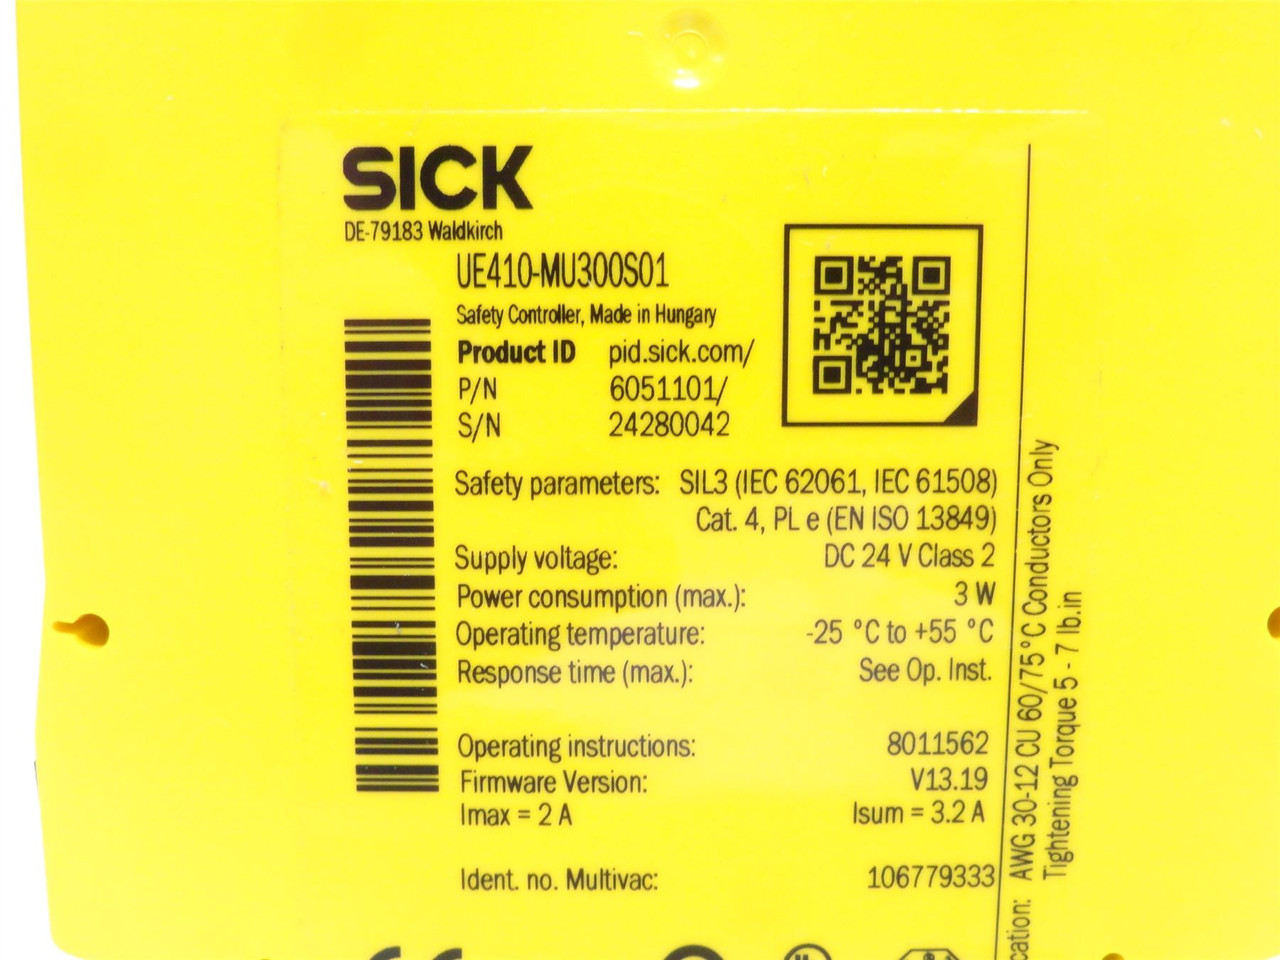 SICK
DE-79183 Waldkirch
UE410-MU300S01
Safety Controller, Made in Hungary
Product ID pid.sick.com/
P/N 6051101/
S/N 24280042
Safety parameters: SIL3 (IEC 62061, IEC 61508)
Cat. 4, PL e (EN ISO 13849)
Supply voltage: DC 24 V Class 2
Power consumption (max.): 3 W
Operating temperature: -25 °C to +55 °C
Response time (max.): See Op. Inst.
Operating instructions: 8011562
Firmware Version: V13.19
Imax = 2 A Isum = 3.2 A
Ident. no. Multivac: 106779333
AWG 30-12 CU 60/75°C Conductors Only
Tightening Torque 5 - 7 lb.in